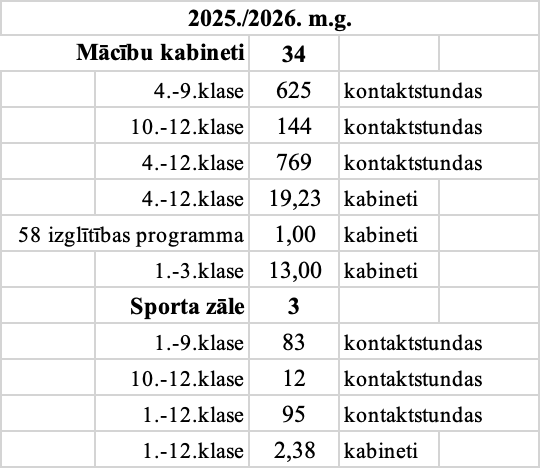 2025./2026. m.g.
Mācību kabineti 34
4.-9.klase 625 kontaktstundas
10.-12.klase 144 kontaktstundas
4.-12.klase 769 kontaktstundas
4.-12.klase 19,23 kabineti
58 izglītības programma 1,00 kabineti
1.-3.klase 13,00 kabineti
Sporta zāle 3
1.-9.klase 83 kontaktstundas
10.-12.klase 12 kontaktstundas
1.-12.klase 95 kontaktstundas
1.-12.klase 2,38 kabineti